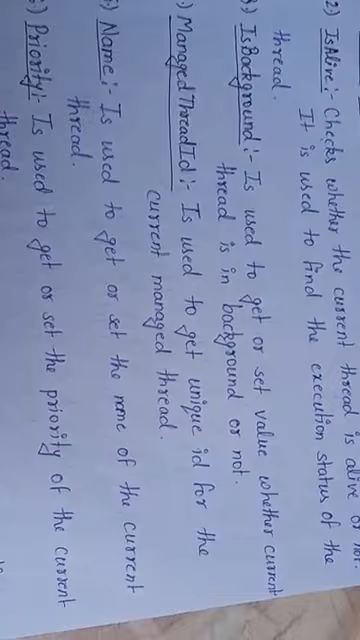 2) IsAlive :- Checks whether the current thread is alive or not.
It is used to find the execution status of the
thread.
) IsBackground :- Is used to get or set value whether current
thread is in background or not.
) ManagedThreadId :- Is used to get unique id for the
current managed thread.
) Name :- Is used to get or set the name of the current
thread.
) Priority :- Is used to get or set the priority of the current
thread.